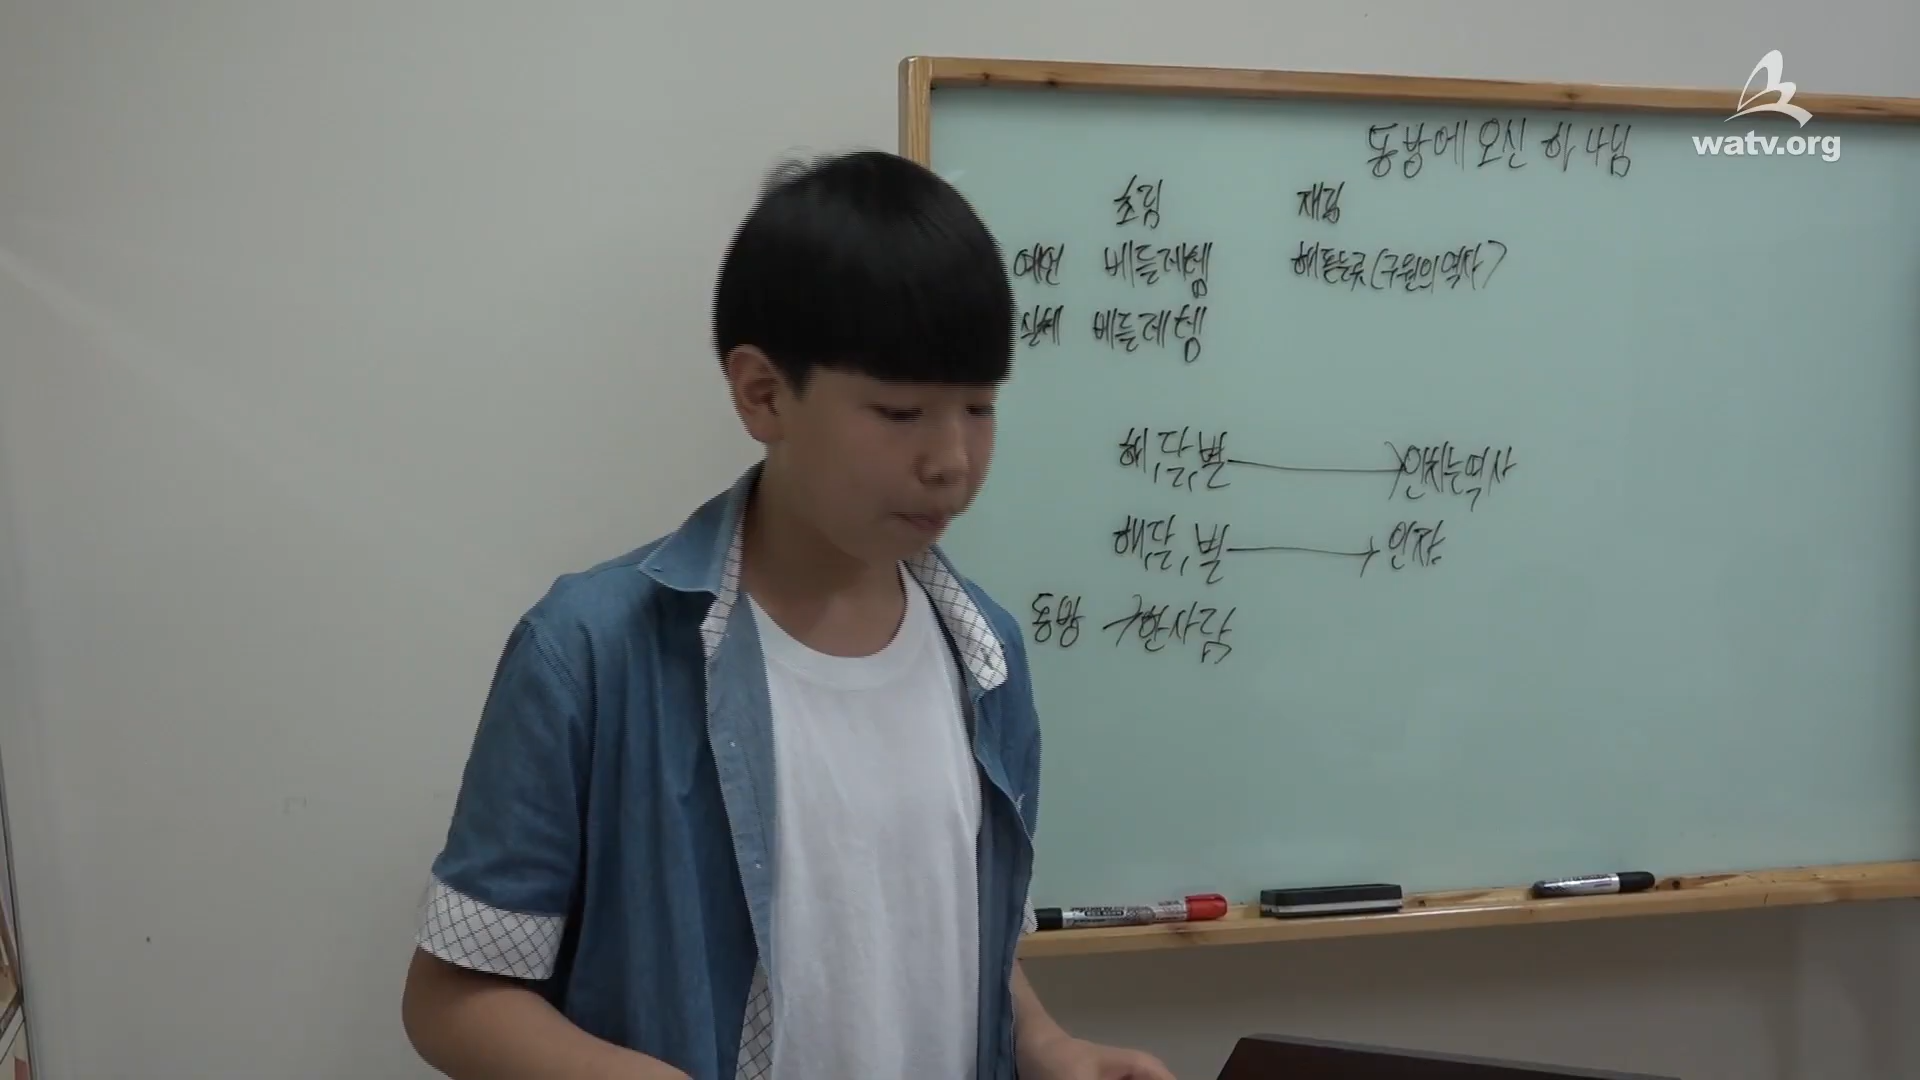 watv.org
동방에 오신 하나님
초림 재림
예언 베들레헴 해돋는곳(구원의 역사)
실체 베들레헴
해,달,별 인치는역사
해,달,별 인자
동방 한사람